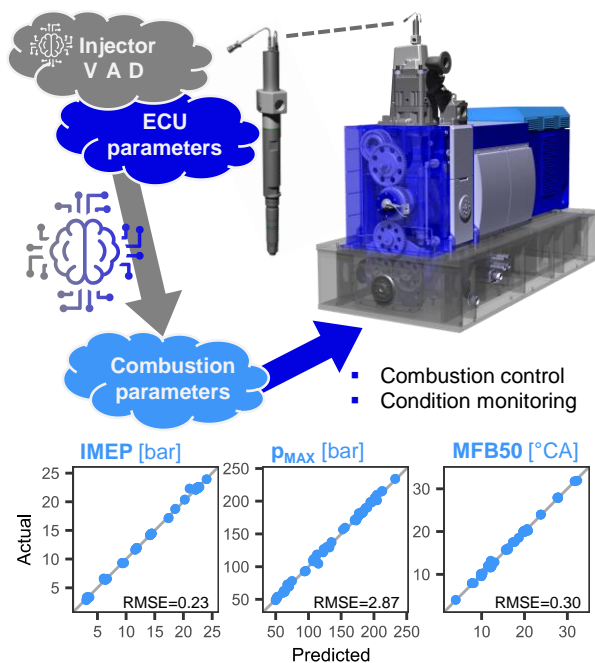 Injector
V A D
ECU
parameters
Combustion
parameters
▪ Combustion control
▪ Condition monitoring
IMEP [bar]
pMAX [bar]
MFB50 [°CA]
Actual
25
20
15
10
5
RMSE=0.23
5 10 15 20 25
250
200
150
100
50
RMSE=2.87
50 100 150 200 250
30
20
10
RMSE=0.30
10 20 30
Predicted